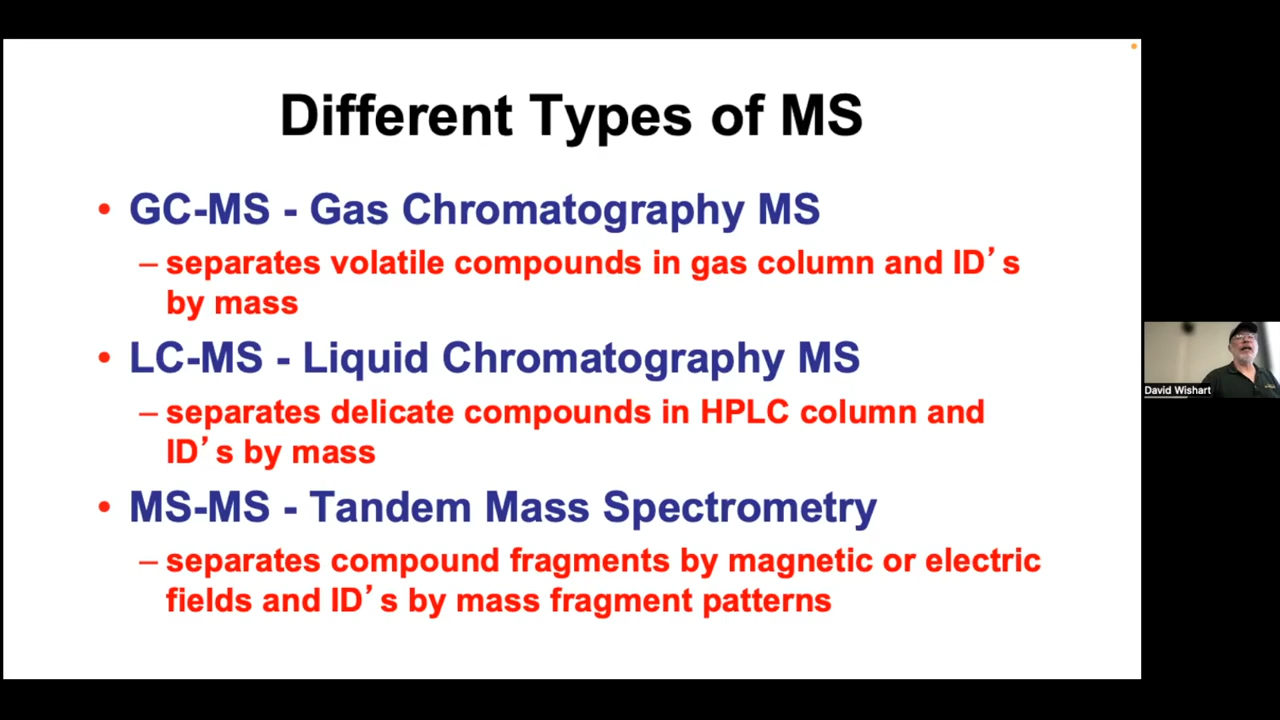 Different Types of MS
• GC-MS - Gas Chromatography MS
– separates volatile compounds in gas column and ID’s
by mass
• LC-MS - Liquid Chromatography MS
– separates delicate compounds in HPLC column and
ID’s by mass
• MS-MS - Tandem Mass Spectrometry
– separates compound fragments by magnetic or electric
fields and ID’s by mass fragment patterns
David Wishart